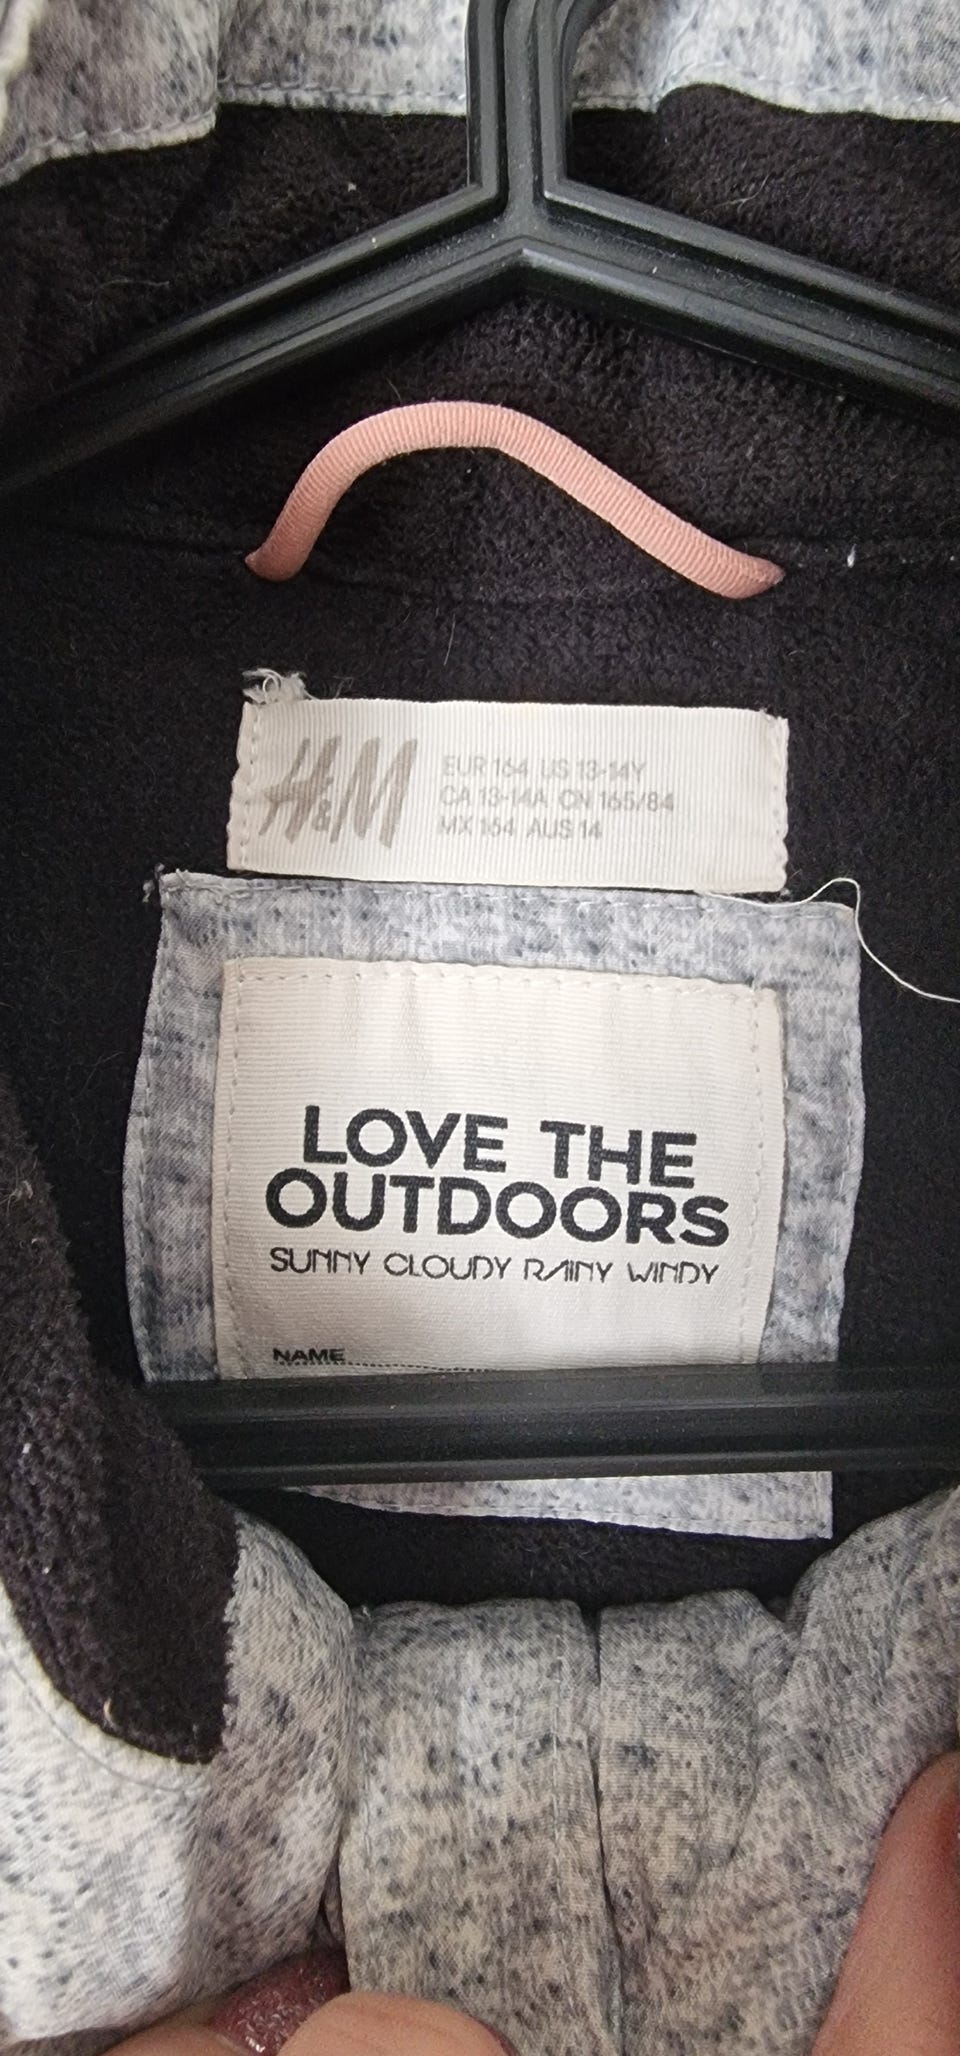 H&M
EUR 164 US 13-14Y
CA 13-14A CN 165/84
MX 164 AUS 14
LOVE THE
OUTDOORS
SUNNY CLOUDY RAINY WINDY
NAME